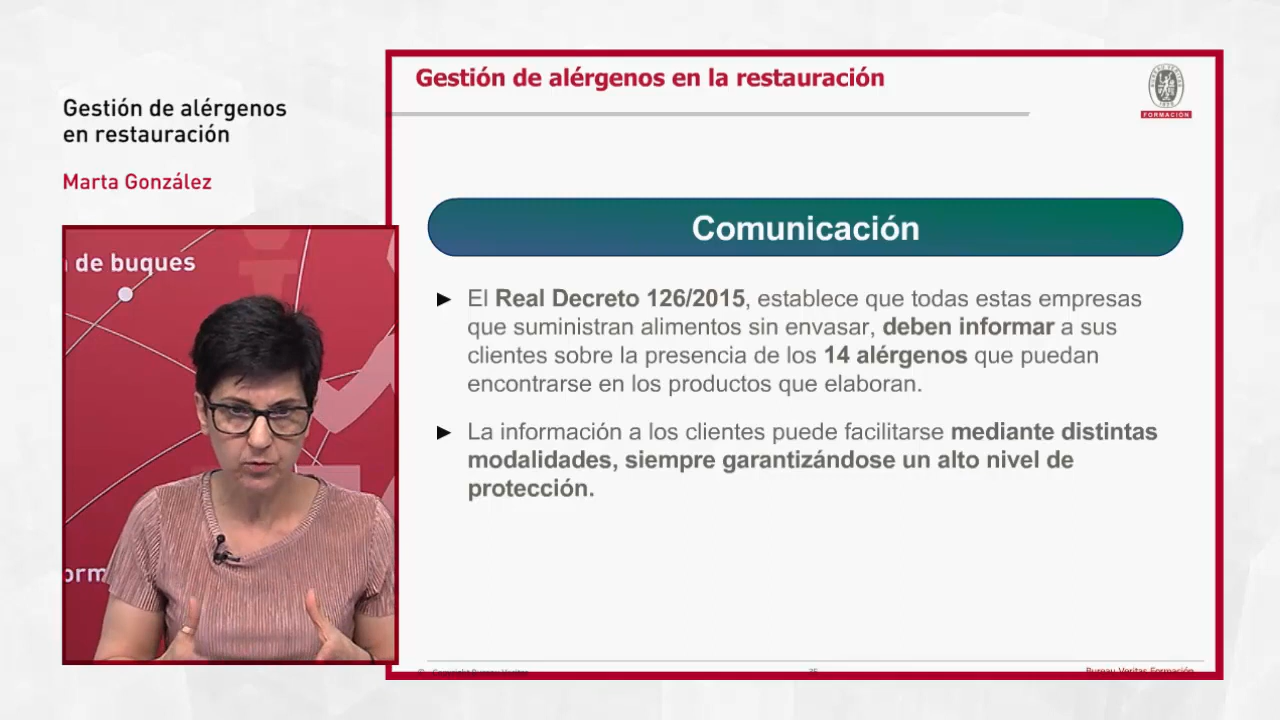 Gestión de alérgenos
en restauración
Marta González
de buques
Gestión de alérgenos en la restauración
FORMACIÓN
Comunicación
El Real Decreto 126/2015, establece que todas estas empresas
que suministran alimentos sin envasar, deben informar a sus
clientes sobre la presencia de los 14 alérgenos que puedan
encontrarse en los productos que elaboran.
La información a los clientes puede facilitarse mediante distintas
modalidades, siempre garantizándose un alto nivel de
protección.
Bureau Veritas Formación